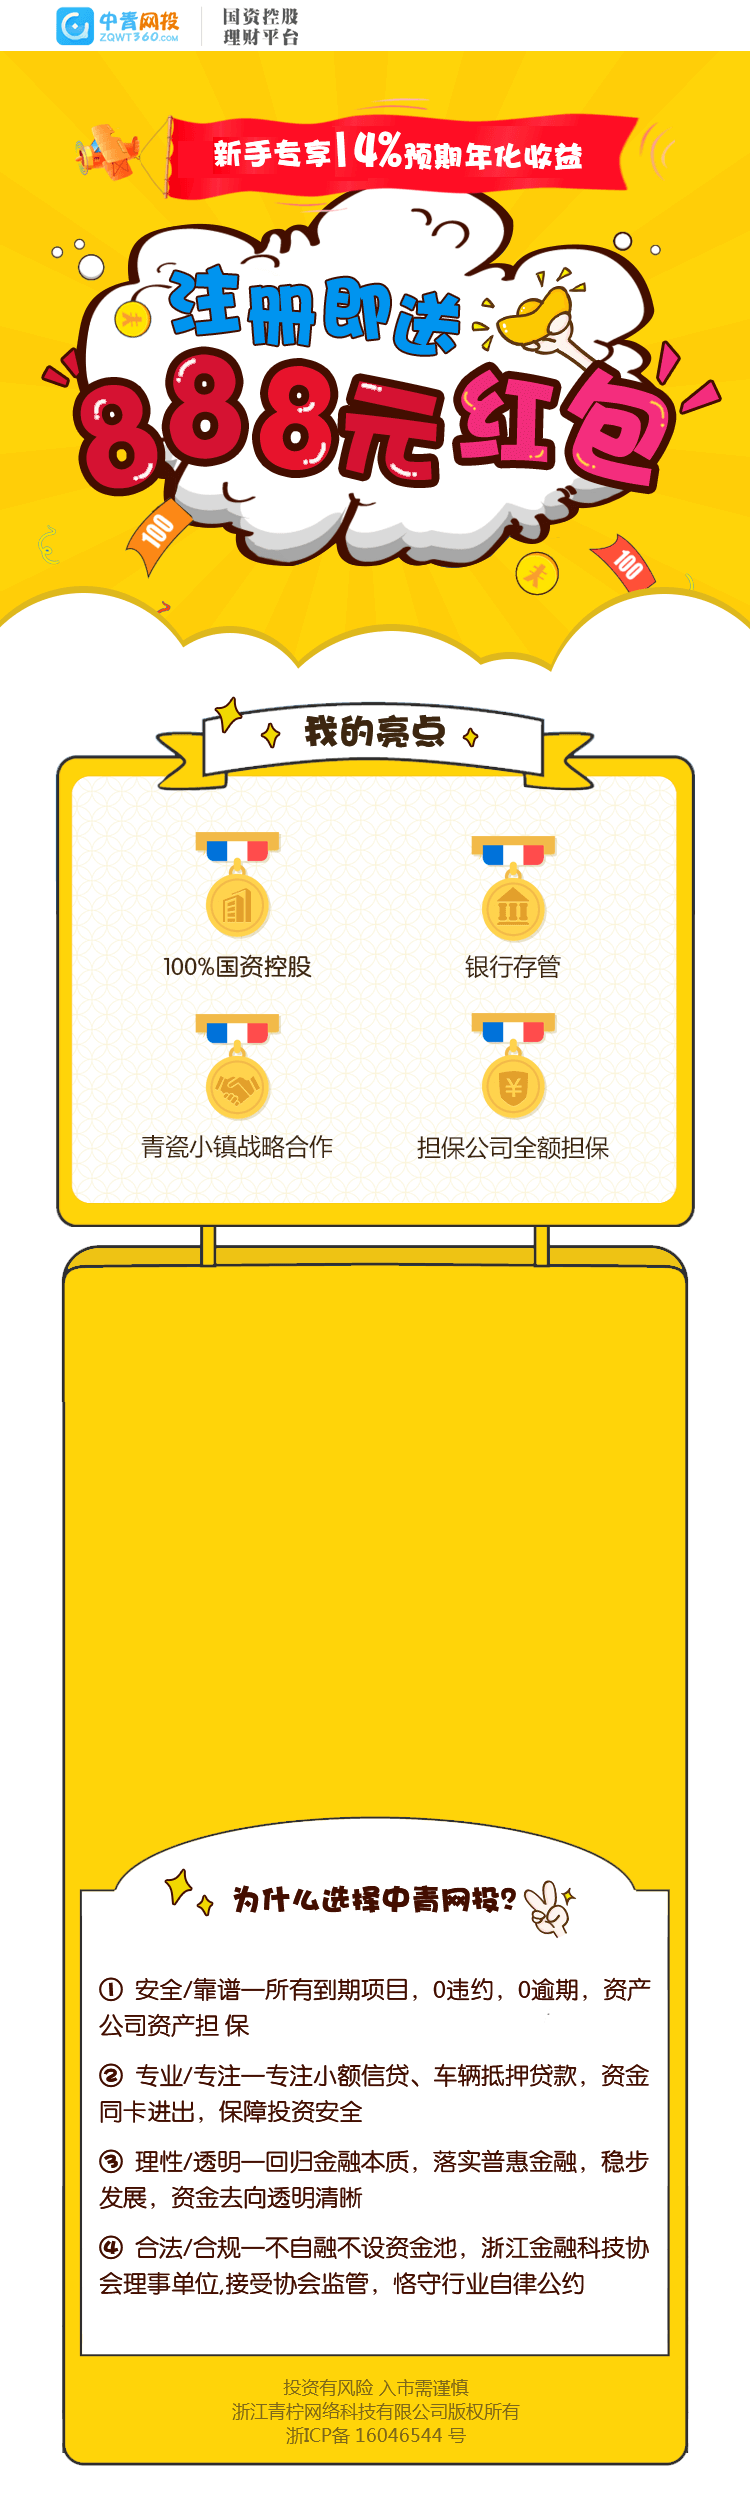 中青网投
ZQWT360.COM
国资控股
理财平台
新手专享14%预期年化收益
注册即送
888元红包
100
100
我的亮点
100%国资控股
银行存管
青瓷小镇战略合作
担保公司全额担保
为什么选择中青网投?
① 安全/靠谱—所有到期项目，0违约，0逾期，资产
公司资产担 保
② 专业/专注—专注小额信贷、车辆抵押贷款，资金
同卡进出，保障投资安全
③ 理性/透明—回归金融本质，落实普惠金融，稳步
发展，资金去向透明清晰
④ 合法/合规—不自融不设资金池，浙江金融科技协
会理事单位,接受协会监管，恪守行业自律公约
投资有风险 入市需谨慎
浙江青柠网络科技有限公司版权所有
浙ICP备 16046544 号